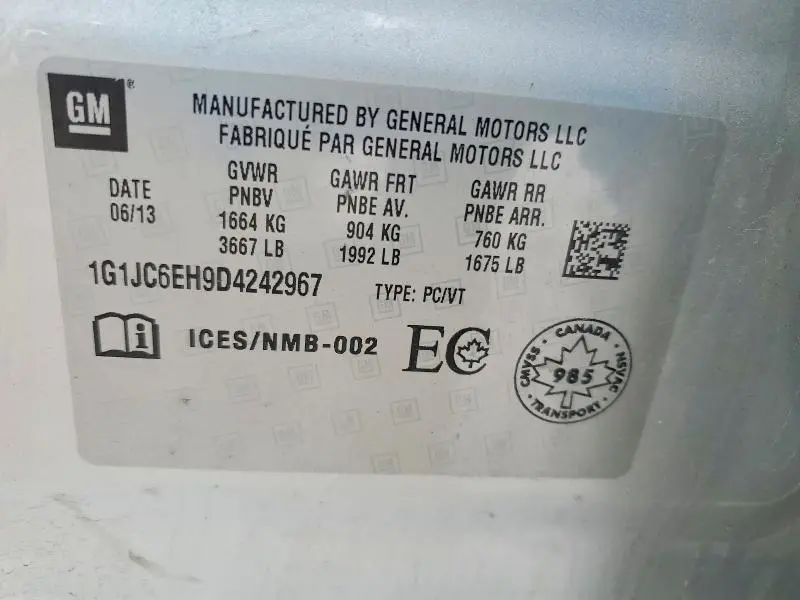 GM®
MANUFACTURED BY GENERAL MOTORS LLC
FABRIQUÉ PAR GENERAL MOTORS LLC
DATE
06/13
GVWR
PNBV
1664 KG
3667 LB
GAWR FRT
PNBE AV.
904 KG
1992 LB
GAWR RR
PNBE ARR.
760 KG
1675 LB
1G1JC6EH9D4242967
TYPE: PC/VT
i
ICES/NMB-002
EC
CANADA
CMVSS
NSVAC
985
TRANSPORT